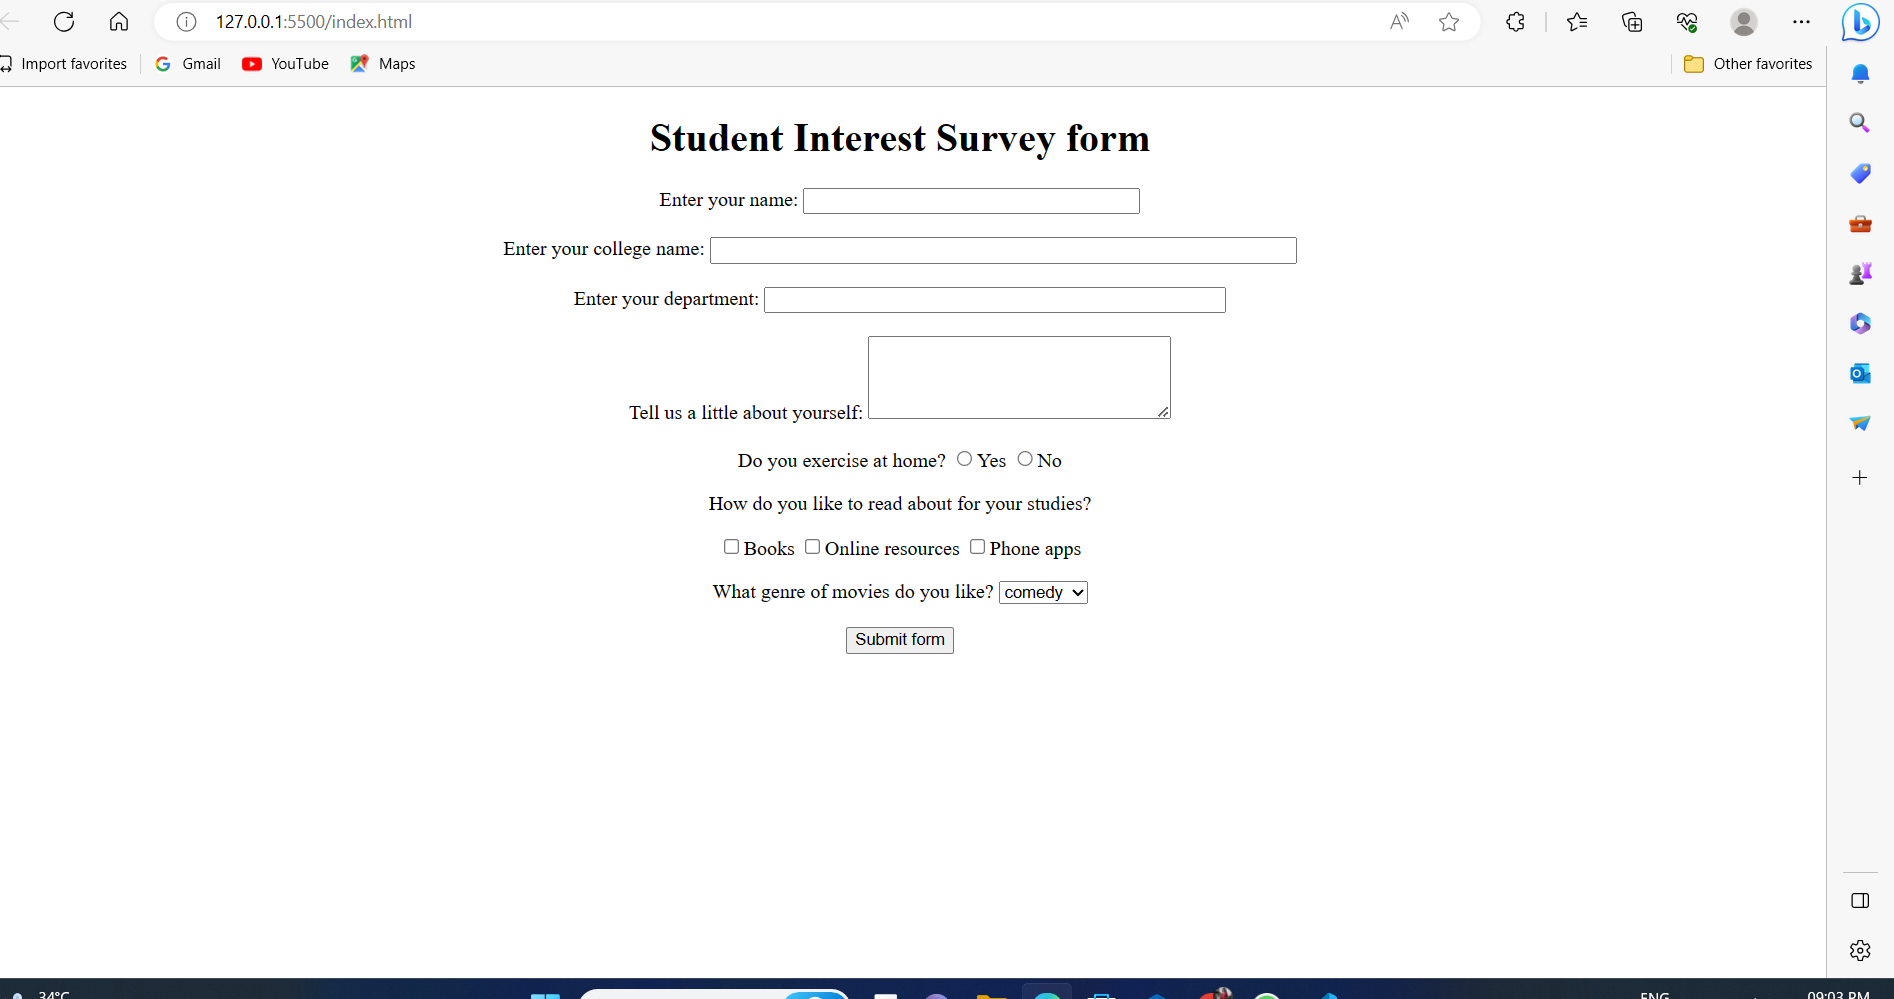 127.0.0.1:5500/index.html
Import favorites Gmail YouTube Maps Other favorites
Student Interest Survey form
Enter your name:
Enter your college name:
Enter your department:
Tell us a little about yourself:
Do you exercise at home? Yes No
How do you like to read about for your studies?
Books Online resources Phone apps
What genre of movies do you like? comedy
Submit form
34°C ENG 09:03 PM